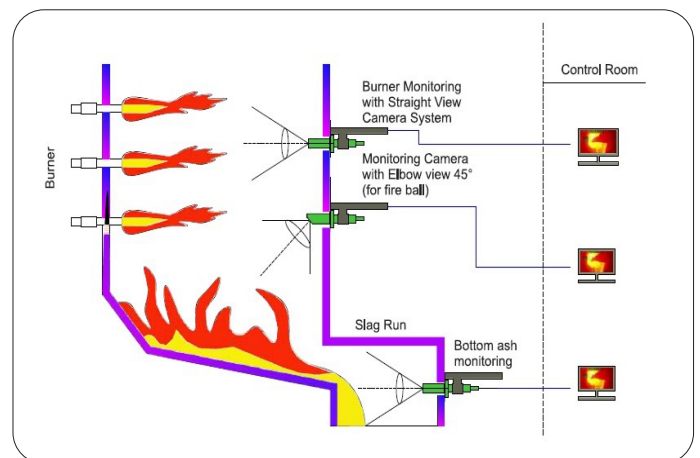 Burner
Burner Monitoring
with Straight View
Camera System
Monitoring Camera
with Elbow view 45°
(for fire ball)
Slag Run
Bottom ash
monitoring
Control Room